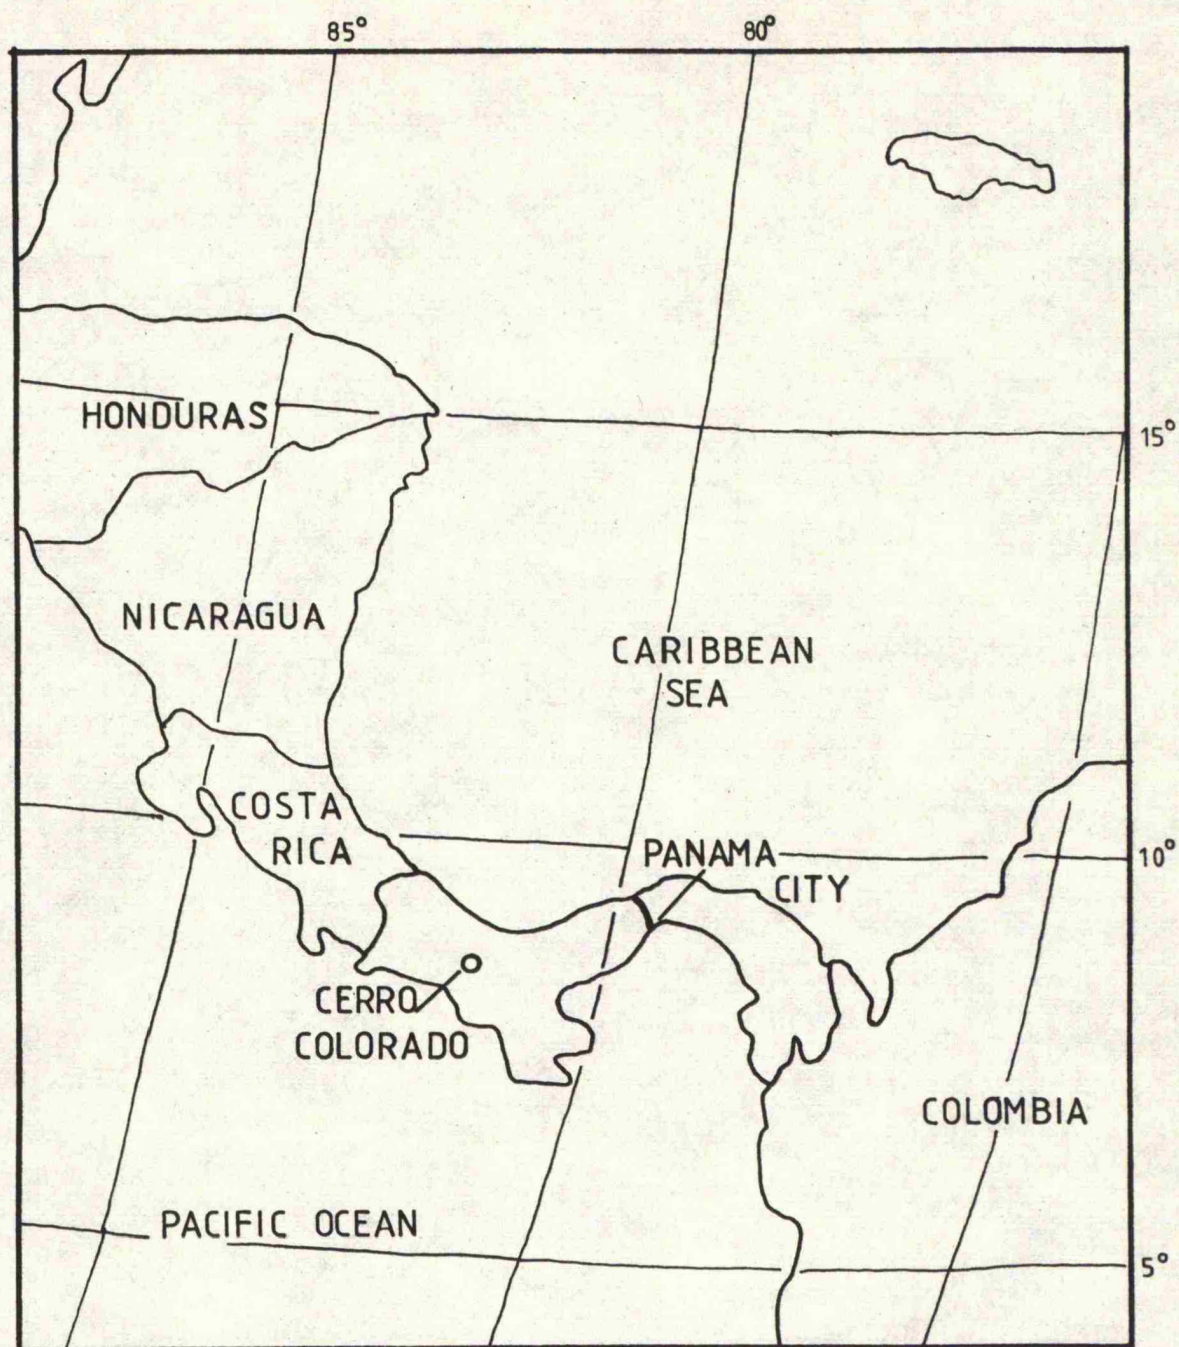 85°
80°
HONDURAS
15°
NICARAGUA
CARIBBEAN
SEA
COSTA
RICA
PANAMA
CITY
10°
CERRO
COLORADO
COLOMBIA
PACIFIC OCEAN
5°